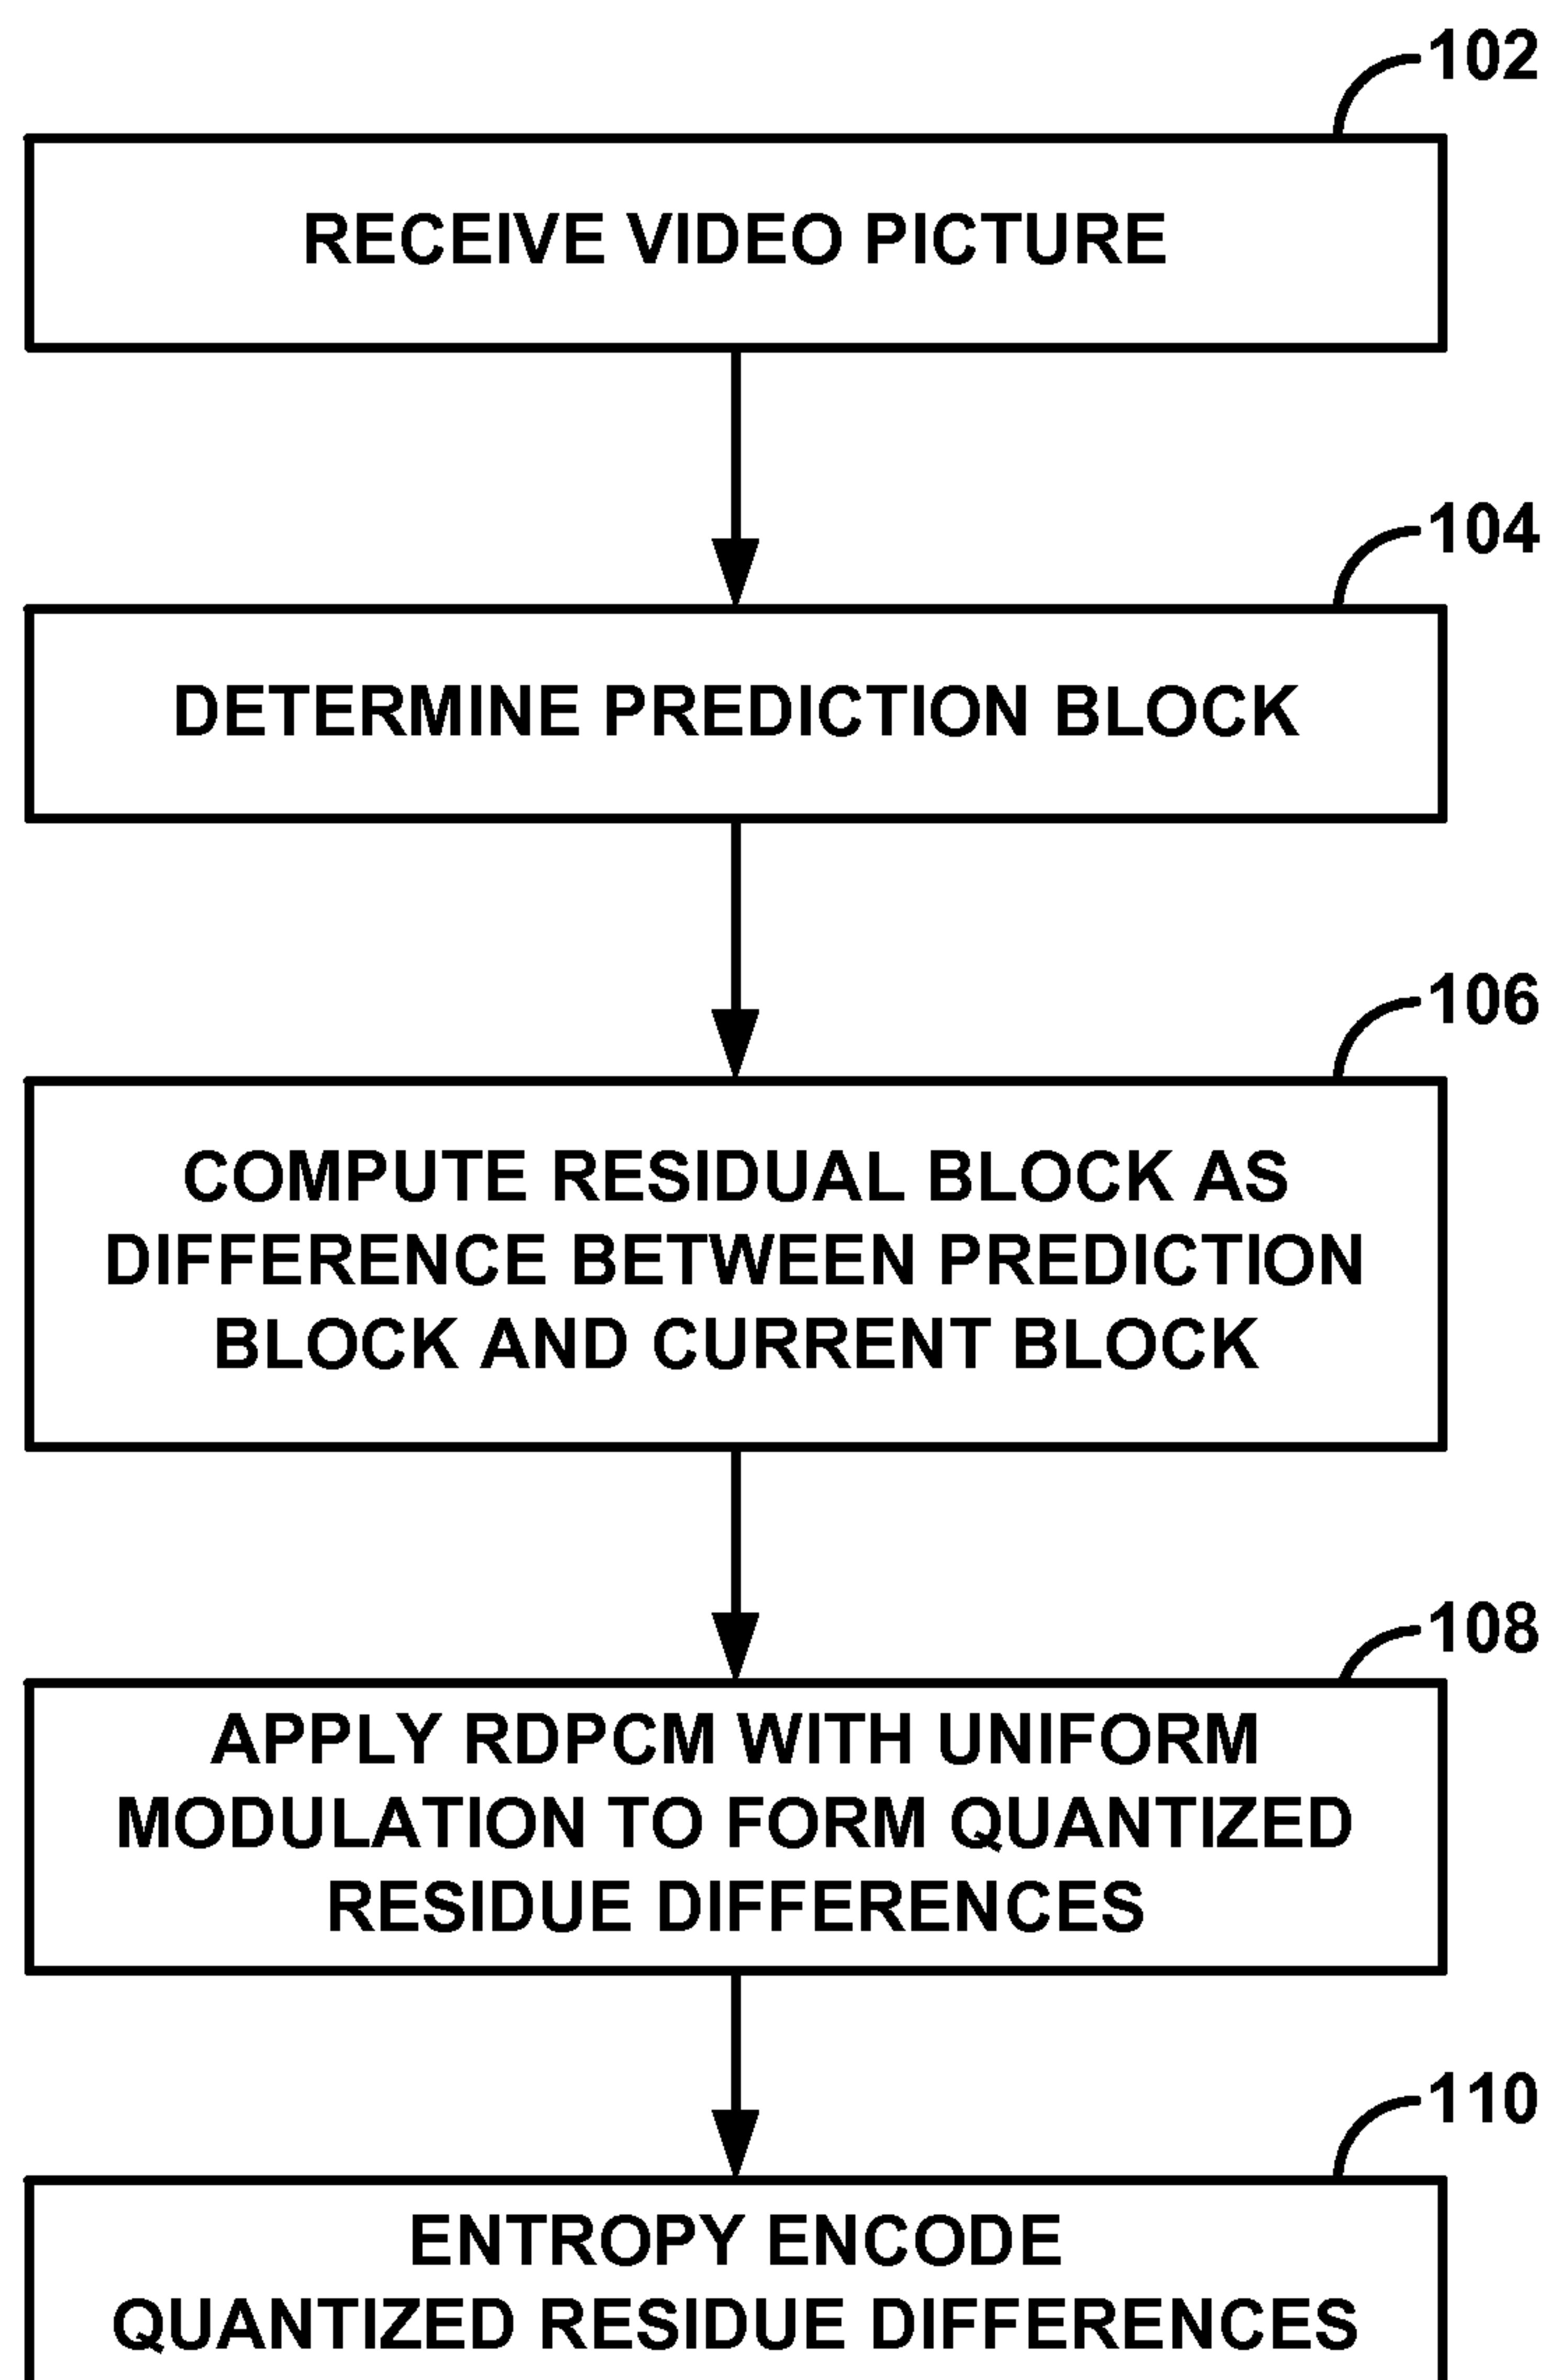 102
RECEIVE VIDEO PICTURE
104
DETERMINE PREDICTION BLOCK
106
COMPUTE RESIDUAL BLOCK AS
DIFFERENCE BETWEEN PREDICTION
BLOCK AND CURRENT BLOCK
108
APPLY RDPCM WITH UNIFORM
MODULATION TO FORM QUANTIZED
RESIDUE DIFFERENCES
110
ENTROPY ENCODE
QUANTIZED RESIDUE DIFFERENCES